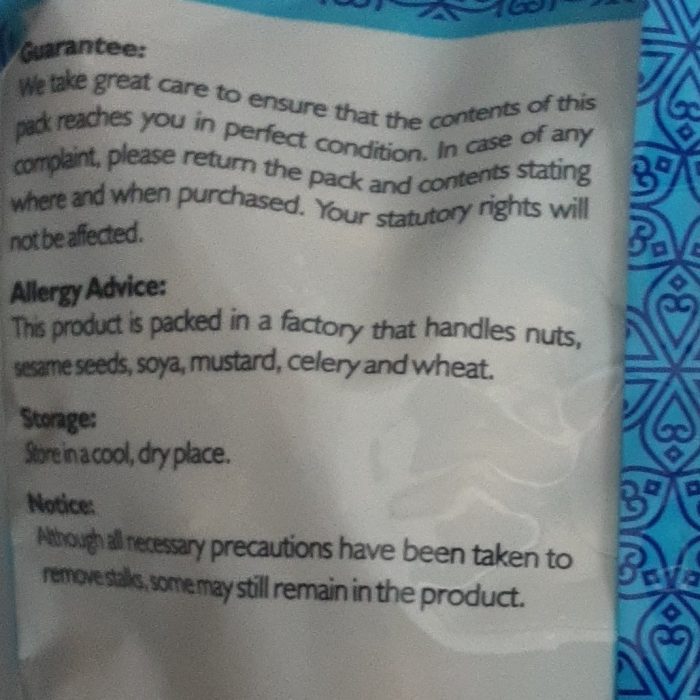 Guarantee:
We take great care to ensure that the contents of this
pack reaches you in perfect condition. In case of any
complaint, please return the pack and contents stating
where and when purchased. Your statutory rights will
not be affected.
Allergy Advice:
This product is packed in a factory that handles nuts,
sesame seeds, soya, mustard, celery and wheat.
Storage:
Store in a cool, dry place.
Notice:
Although all necessary precautions have been taken to
remove stalks, some may still remain in the product.